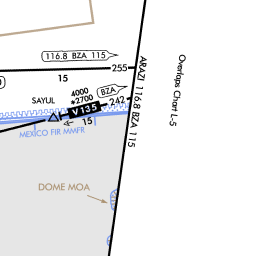 116.8 BZA 115
255
15
4000
*2700
BZA
SAYUL
V 135
242
15
MEXICO FIR MMFR
ARAZI 116.8 BZA 115
Overlaps Chart L-5
DOME MOA